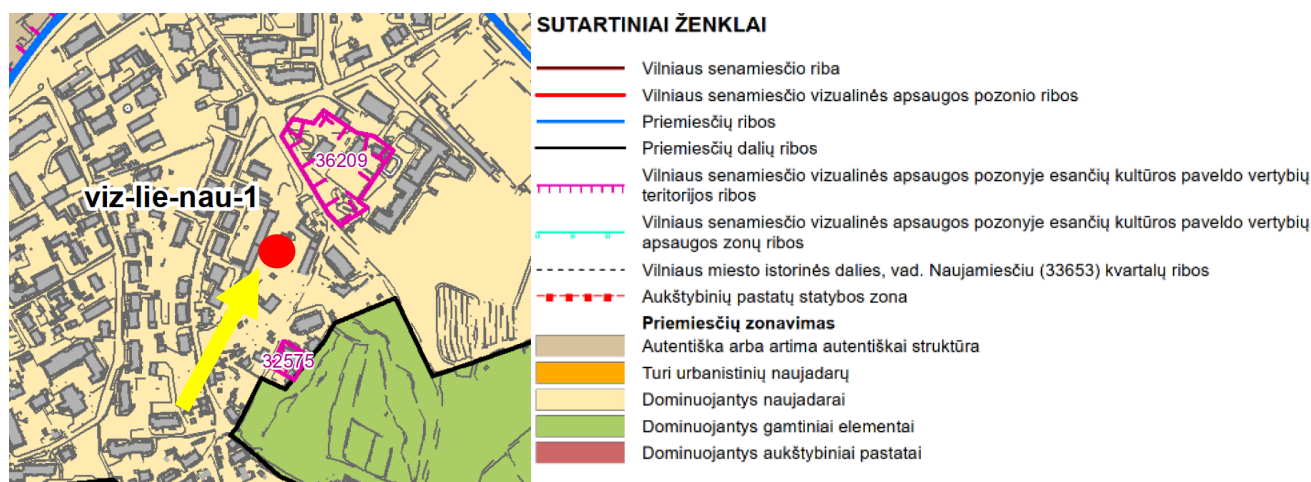 36209
viz-lie-nau-1
32575
SUTARTINIAI ŽENKLAI
Vilniaus senamiesčio riba
Vilniaus senamiesčio vizualinės apsaugos pozonio ribos
Priemiesčių ribos
Priemiesčių dalių ribos
Vilniaus senamiesčio vizualinės apsaugos pozonyje esančių kultūros paveldo vertybių
teritorijos ribos
Vilniaus senamiesčio vizualinės apsaugos pozonyje esančių kultūros paveldo vertybių
apsaugos zonų ribos
Vilniaus miesto istorinės dalies, vad. Naujamiesčiu (33653) kvartalų ribos
Aukštybinių pastatų statybos zona
Priemiesčių zonavimas
Autentiška arba artima autentiškai struktūra
Turi urbanistinių naujadarų
Dominuojantys naujadarai
Dominuojantys gamtiniai elementai
Dominuojantys aukštybiniai pastatai